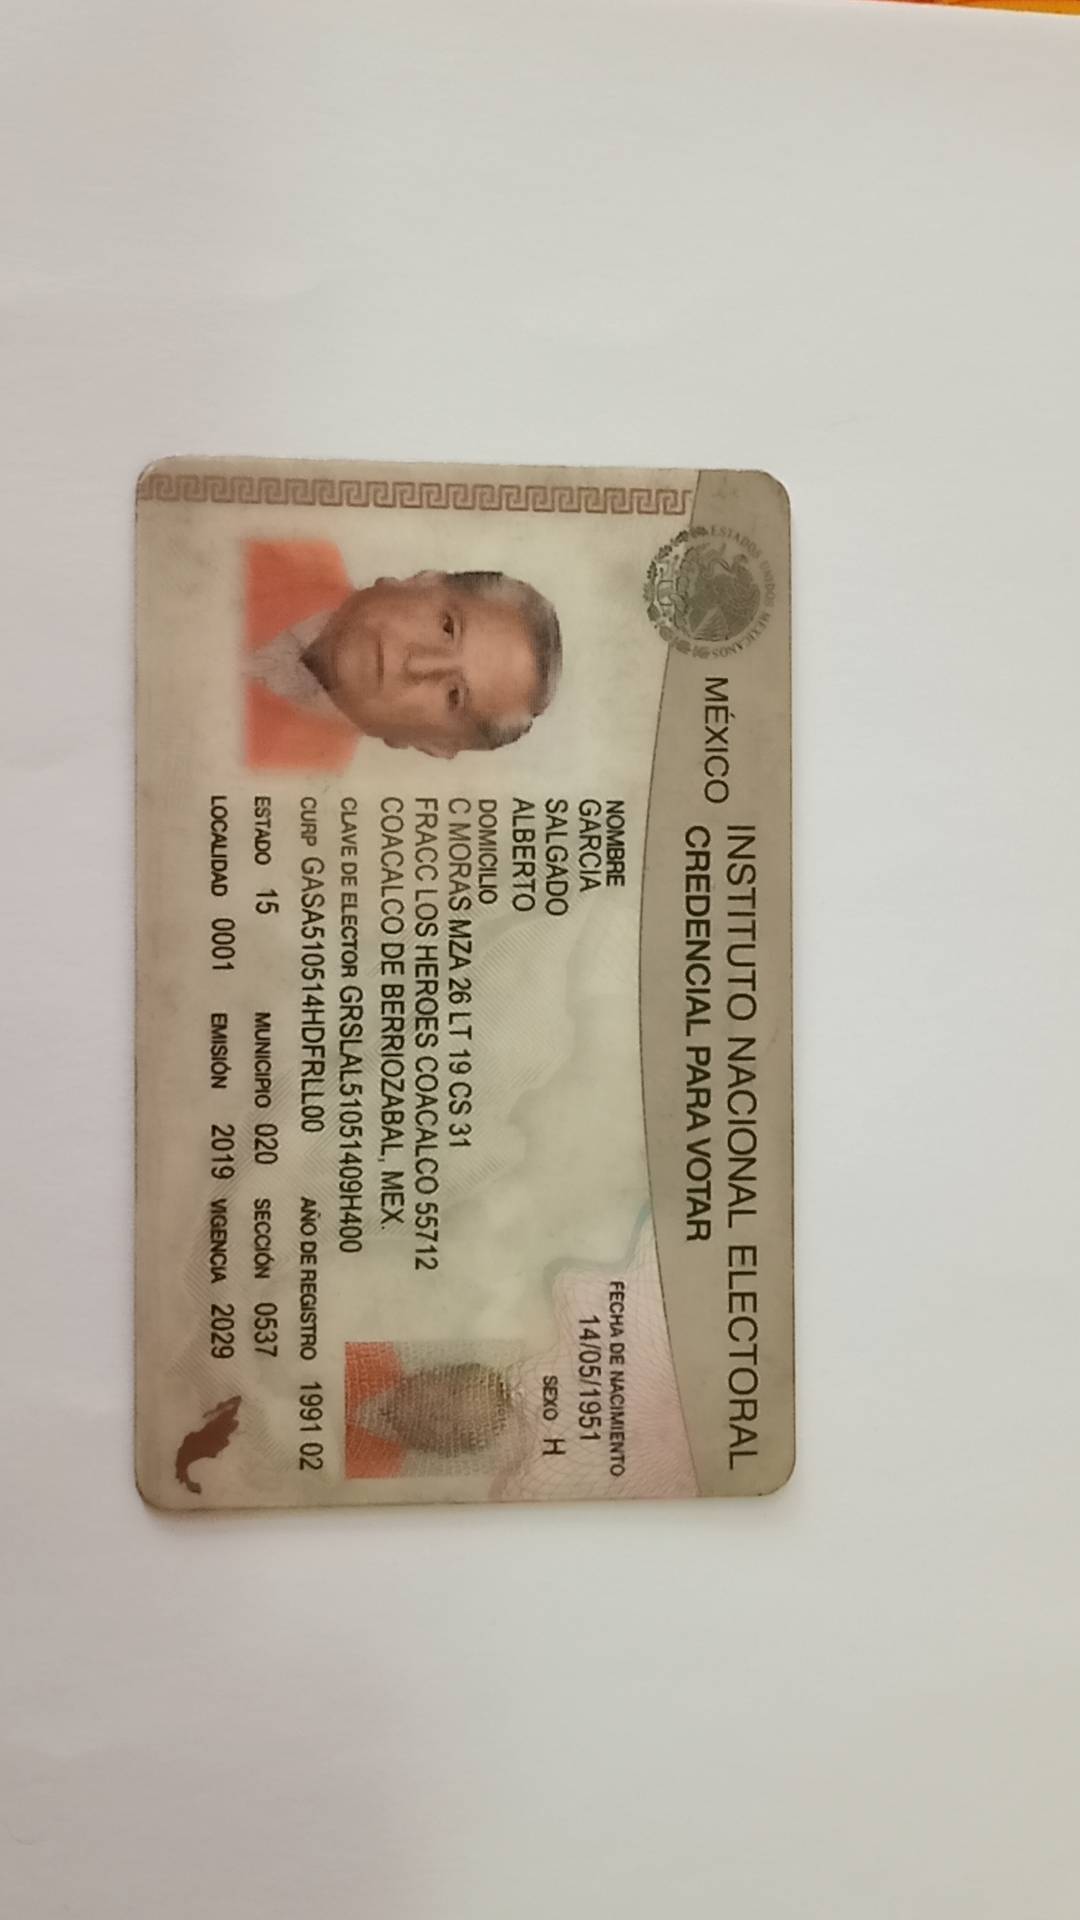 ESTADOS UNIDOS MEXICANOS
MÉXICO INSTITUTO NACIONAL ELECTORAL
CREDENCIAL PARA VOTAR
NOMBRE
GARCIA
SALGADO
ALBERTO
FECHA DE NACIMIENTO
14/05/1951
SEXO H
DOMICILIO
C MORAS MZA 26 LT 19 CS 31
FRACC LOS HEROES COACALCO 55712
COACALCO DE BERRIOZABAL, MEX.
CLAVE DE ELECTOR GRSLAL51051409H400
CURP GASA510514HDFRLL00 AÑO DE REGISTRO 1991 02
ESTADO 15 MUNICIPIO 020 SECCIÓN 0537
LOCALIDAD 0001 EMISIÓN 2019 VIGENCIA 2029